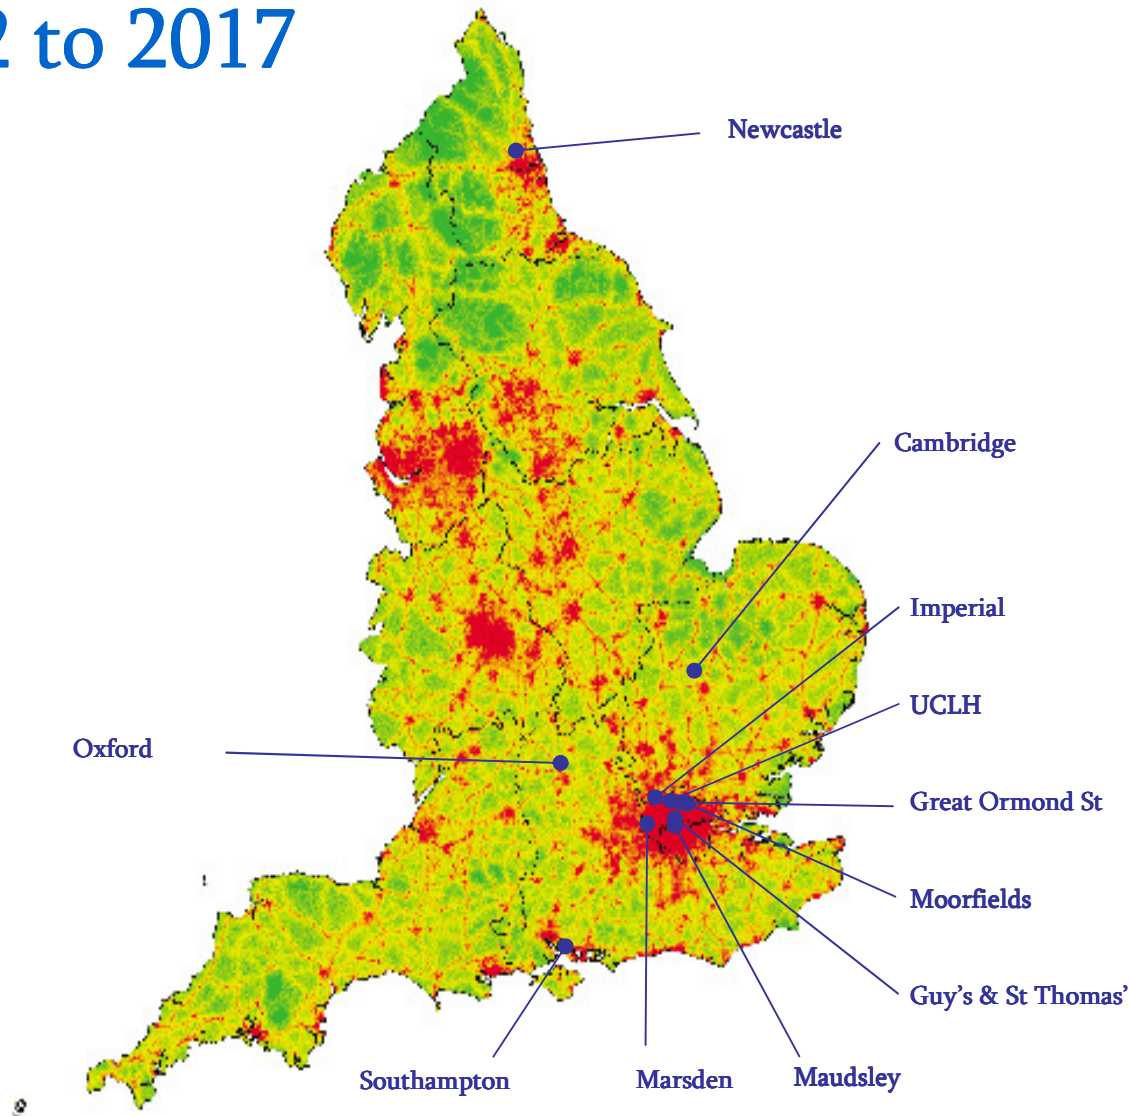 2 to 2017
Newcastle
Cambridge
Imperial
UCLH
Oxford
Great Ormond St
Moorfields
Guy's & St Thomas'
Southampton
Marsden
Maudsley